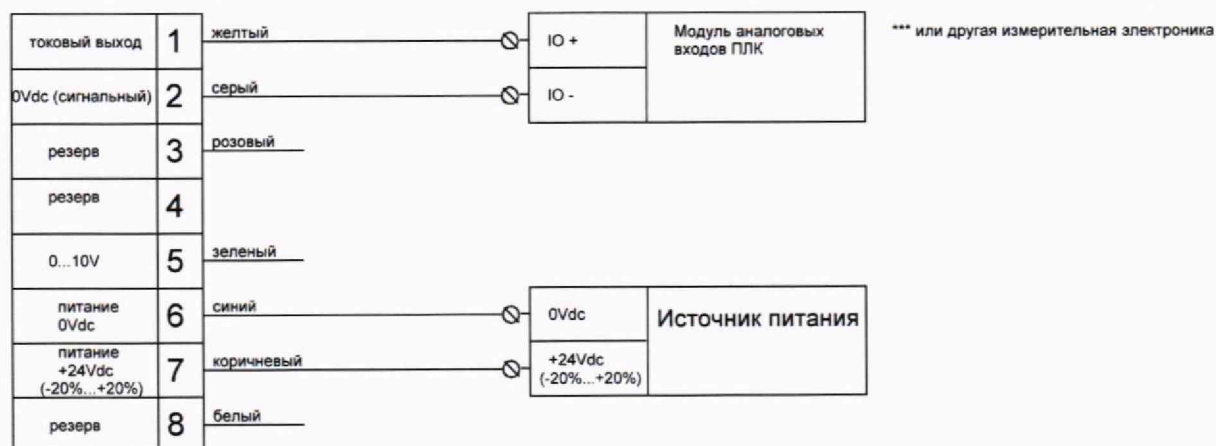 токовый выход 1 желтый IO + Модуль аналоговых входов ПЛК *** или другая измерительная электроника
0Vdc (сигнальный) 2 серый IO -
резерв 3 розовый
резерв 4
0...10V 5 зеленый
питание 0Vdc 6 синий 0Vdc Источник питания
питание +24Vdc (-20%...+20%) 7 коричневый +24Vdc (-20%...+20%)
резерв 8 белый